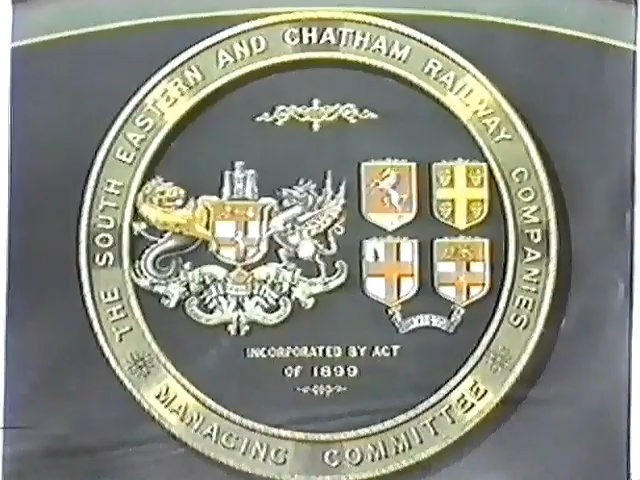 THE SOUTH EASTERN AND CHATHAM RAILWAY COMPANIES
MANAGING COMMITTEE
INCORPORATED BY ACT
OF 1899